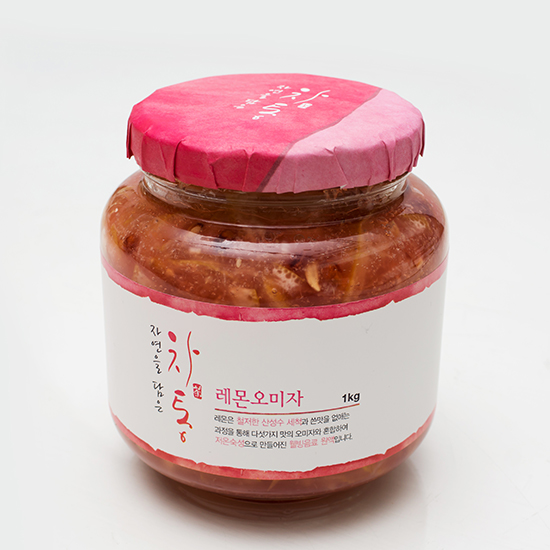 자연을 담은
차통
레몬오미자 1kg
레몬은 철저한 산성수 세척과 쓴맛을 없애는
과정을 통해 다섯가지 맛의 오미자와 혼합하여
저온숙성으로 만들어진 웰빙음료 원액입니다.